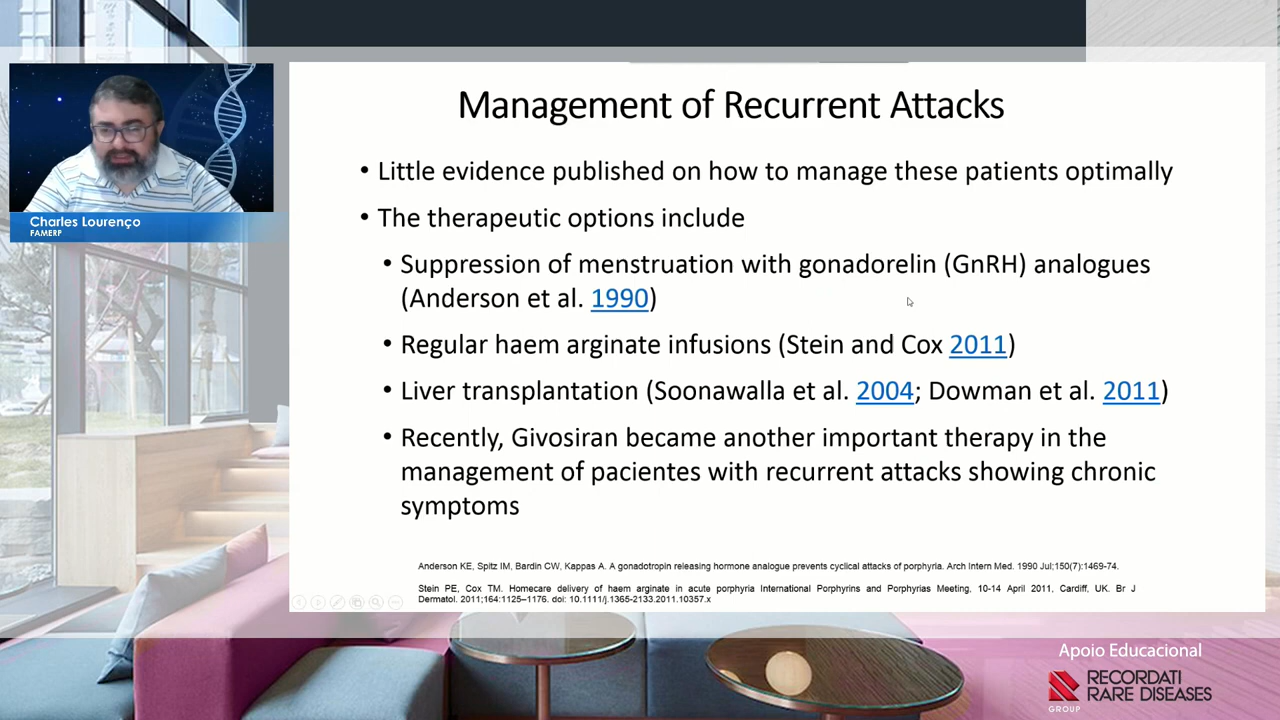 Charles Lourenço
FAMERP
Management of Recurrent Attacks
• Little evidence published on how to manage these patients optimally
• The therapeutic options include
• Suppression of menstruation with gonadorelin (GnRH) analogues
(Anderson et al. 1990)
• Regular haem arginate infusions (Stein and Cox 2011)
• Liver transplantation (Soonawalla et al. 2004; Dowman et al. 2011)
• Recently, Givosiran became another important therapy in the
management of pacientes with recurrent attacks showing chronic
symptoms
Anderson KE, Spitz IM, Bardin CW, Kappas A. A gonadotropin releasing hormone analogue prevents cyclical attacks of porphyria. Arch Intern Med. 1990 Jul;150(7):1469-74.
Stein PE, Cox TM. Homecare delivery of haem arginate in acute porphyria International Porphyrins and Porphyrias Meeting, 10-14 April 2011, Cardiff, UK. Br J
Dermatol. 2011;164:1125–1176. doi: 10.1111/j.1365-2133.2011.10357.x
Apoio Educacional
RECORDATI
RARE DISEASES
GROUP